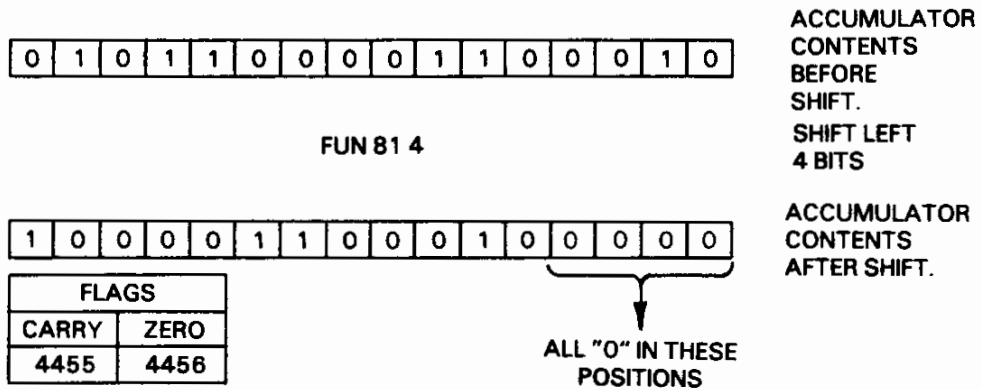 0 1 0 1 1 0 0 0 0 1 1 0 0 0 1 0
ACCUMULATOR
CONTENTS
BEFORE
SHIFT.
FUN 81 4
SHIFT LEFT
4 BITS
1 0 0 0 0 1 1 0 0 0 1 0 0 0 0 0
ACCUMULATOR
CONTENTS
AFTER SHIFT.
FLAGS
CARRY ZERO
4455 4456
ALL "0" IN THESE
POSITIONS